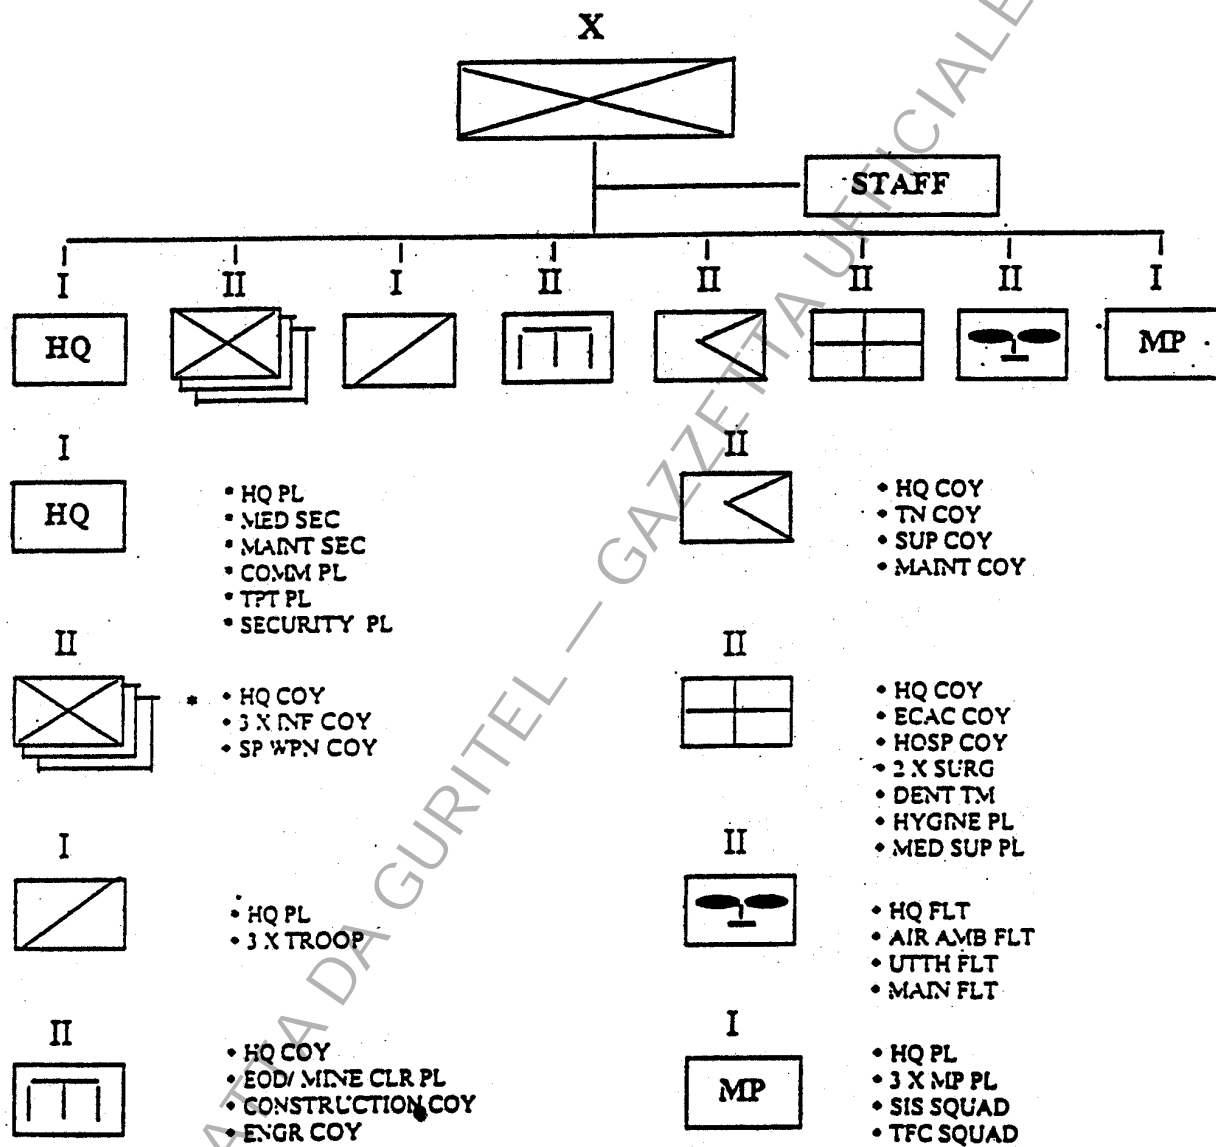 X
STAFF
I II I II II II II I
HQ
MP
I
HQ
* HQ PL
* MED SEC
* MAINT SEC
* COMM PL
* TPT PL
* SECURITY PL
II
*
• HQ COY
• 3 X INF COY
• SP WPN COY
I
• HQ PL
• 3 X TROOP
II
• HQ COY
• EOD/ MINE CLR PL
• CONSTRUCTION COY
• ENGR COY
II
• HQ COY
• TN COY
• SUP COY
• MAINT COY
II
• HQ COY
• ECAC COY
• HOSP COY
• 2 X SURG
• DENT TM
• HYGINE PL
• MED SUP PL
II
• HQ FLT
• AIR AMB FLT
• UTTH FLT
• MAIN FLT
I
MP
• HQ PL
• 3 X MP PL
• SIS SQUAD
• TFC SQUAD
DA GURITEL — GAZZETTA UFFICIALE